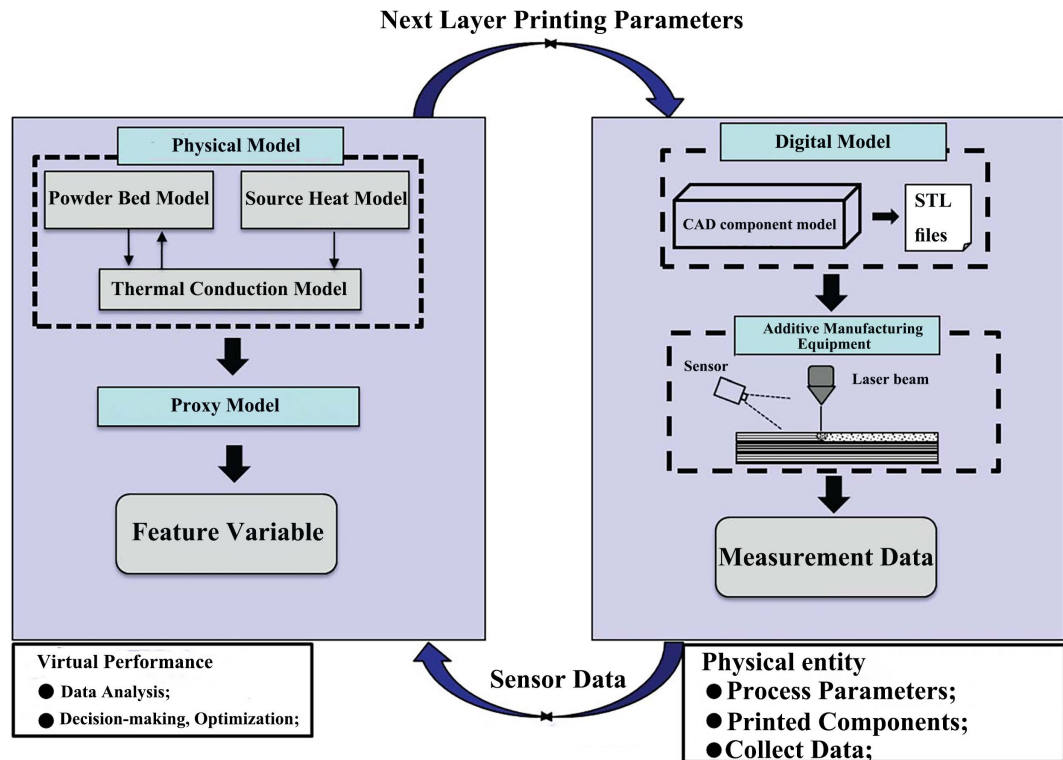 Next Layer Printing Parameters
Physical Model
Powder Bed Model
Source Heat Model
Thermal Conduction Model
Proxy Model
Feature Variable
Virtual Performance
Data Analysis;
Decision-making, Optimization;
Digital Model
CAD component model
STL
files
Additive Manufacturing
Equipment
Sensor
Laser beam
Measurement Data
Sensor Data
Physical entity
Process Parameters;
Printed Components;
Collect Data;